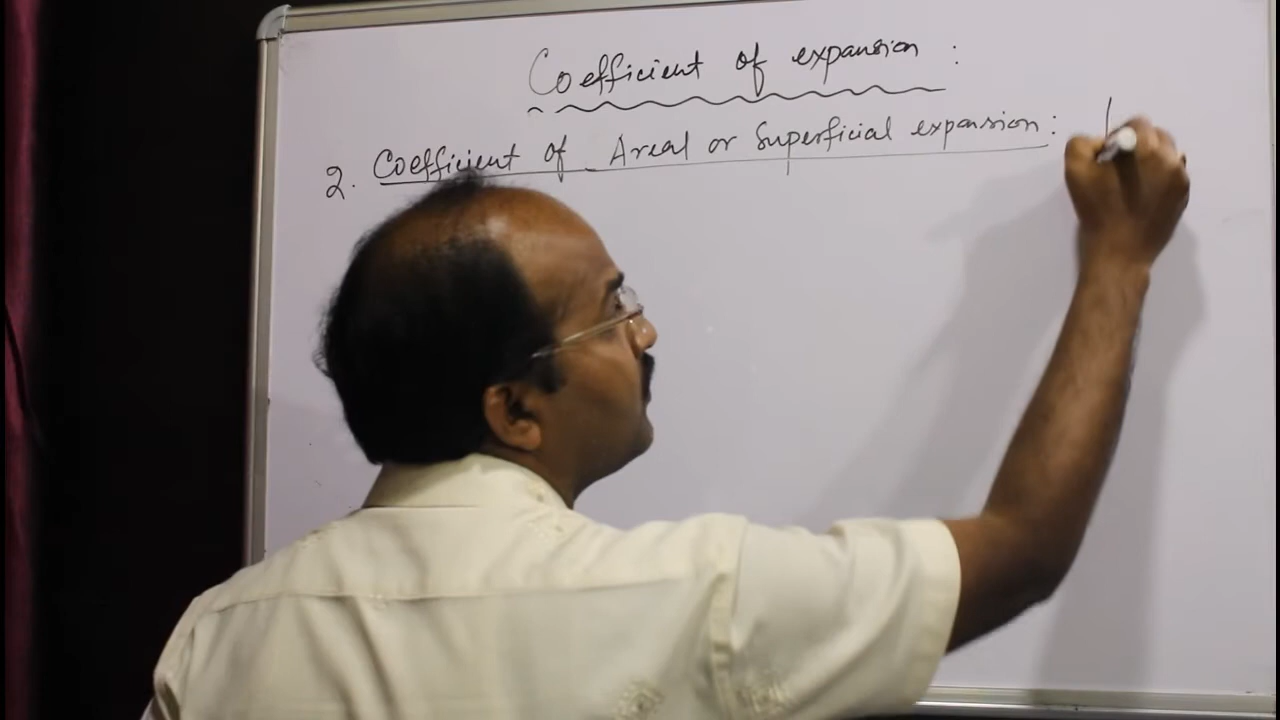 Coefficient of expansion :
2. Coefficient of Areal or Superficial expansion :